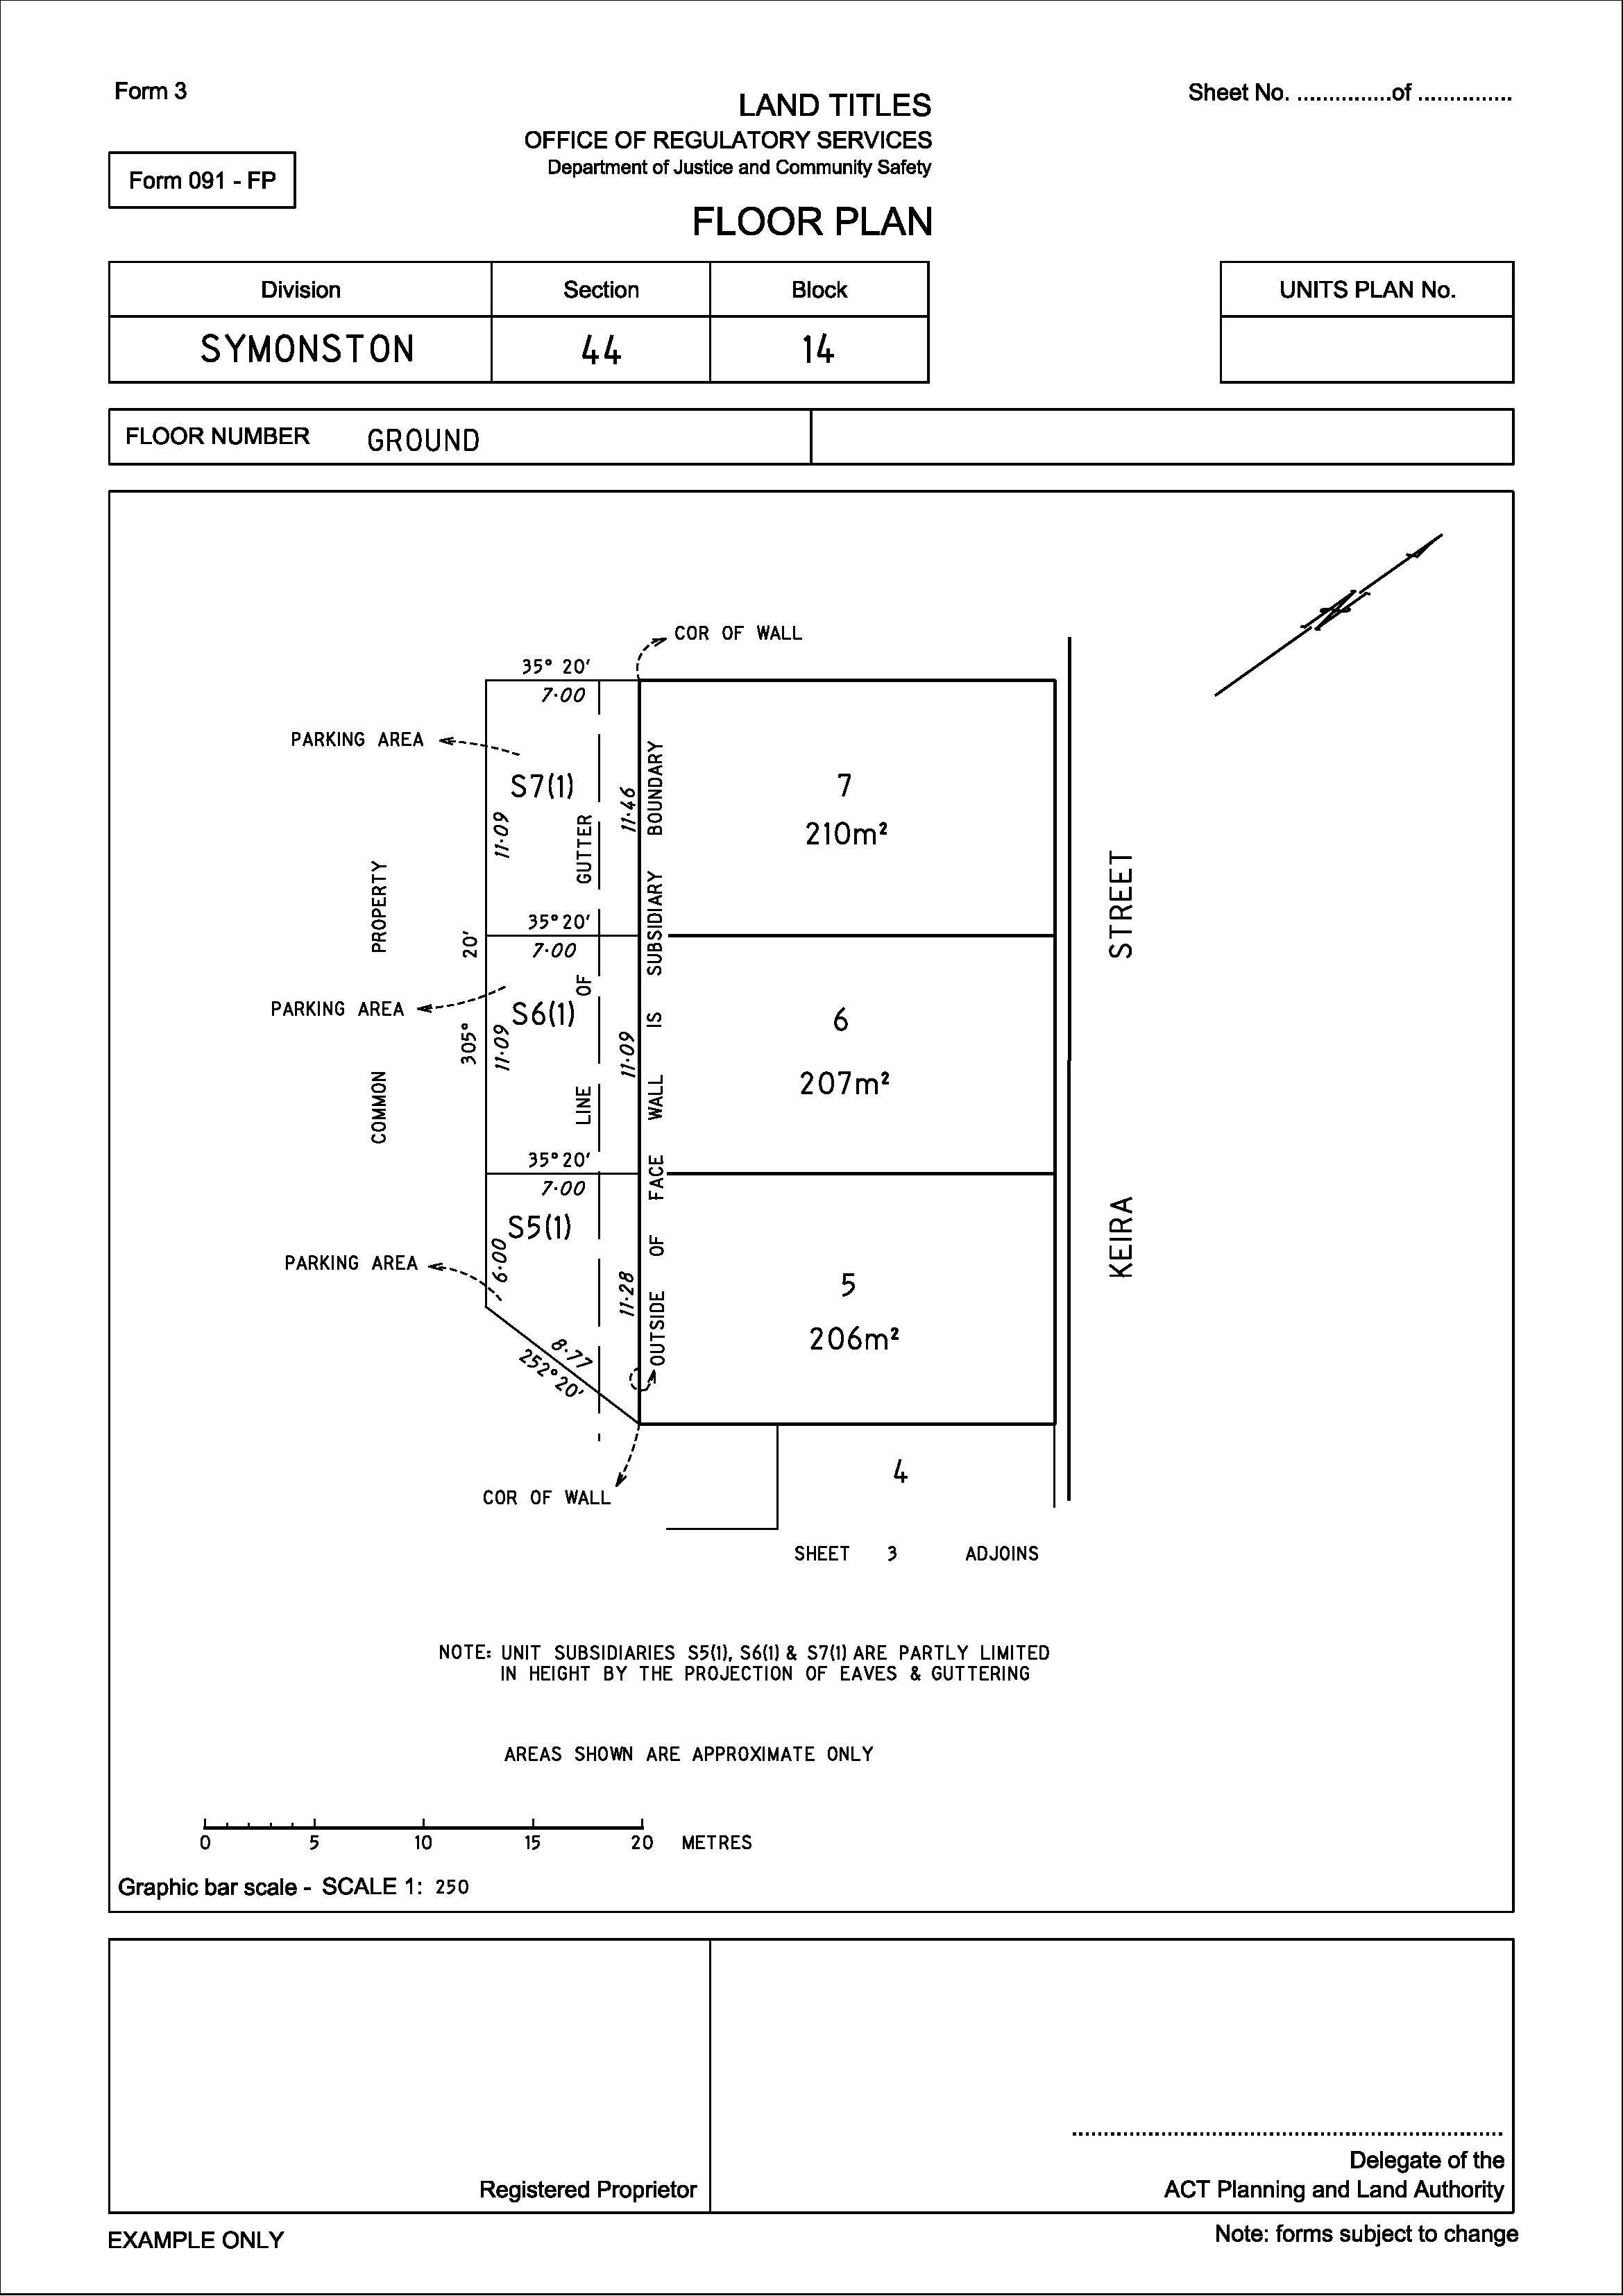 Form 3
Sheet No. ...............of ...............
LAND TITLES
OFFICE OF REGULATORY SERVICES
Department of Justice and Community Safety
Form 091 - FP
FLOOR PLAN
Division
Section
Block
UNITS PLAN No.
SYMONSTON
44
14
FLOOR NUMBER GROUND
COR OF WALL
35° 20'
7·00
PARKING AREA
S7(1)
11·09
11·46
7
210m²
35° 20'
7·00
PARKING AREA
S6(1)
11·09
11·09
6
207m²
305° 20'
COMMON PROPERTY
LINE OF GUTTER
OUTSIDE OF FACE WALL IS SUBSIDIARY BOUNDARY
KEIRA STREET
35° 20'
7·00
S5(1)
PARKING AREA
6·00
11·28
5
206m²
8·77
252° 20'
COR OF WALL
4
SHEET 3 ADJOINS
NOTE: UNIT SUBSIDIARIES S5(1), S6(1) & S7(1) ARE PARTLY LIMITED
IN HEIGHT BY THE PROJECTION OF EAVES & GUTTERING
AREAS SHOWN ARE APPROXIMATE ONLY
0 5 10 15 20 METRES
Graphic bar scale - SCALE 1: 250
Registered Proprietor
Delegate of the
ACT Planning and Land Authority
EXAMPLE ONLY
Note: forms subject to change